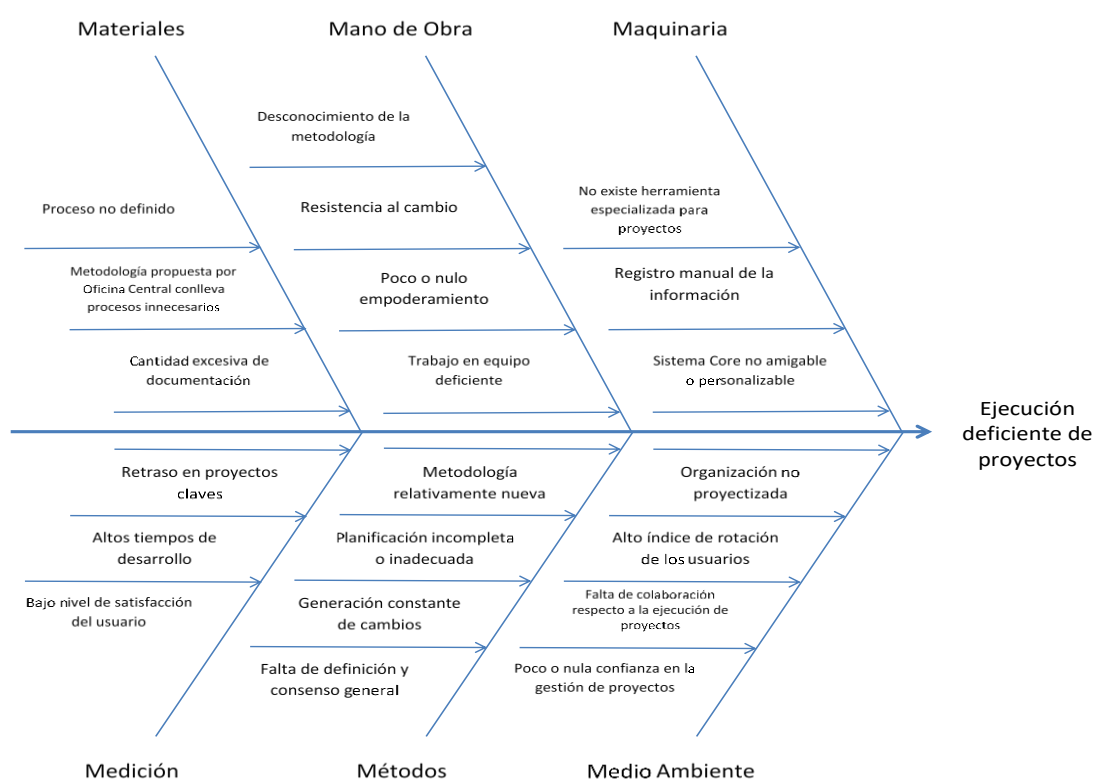 Materiales
Mano de Obra
Maquinaria
Desconocimiento de la
metodología
Proceso no definido
Resistencia al cambio
No existe herramienta
especializada para
proyectos
Metodología propuesta por
Oficina Central conlleva
procesos innecesarios
Poco o nulo
empoderamiento
Registro manual de la
información
Cantidad excesiva de
documentación
Trabajo en equipo
deficiente
Sistema Core no amigable
o personalizable
Ejecución
deficiente de
proyectos
Retraso en proyectos
claves
Metodología
relativamente nueva
Organización no
proyectizada
Altos tiempos de
desarrollo
Planificación incompleta
o inadecuada
Alto índice de rotación
de los usuarios
Bajo nivel de satisfacción
del usuario
Generación constante
de cambios
Falta de colaboración
respecto a la ejecución de
proyectos
Falta de definición y
consenso general
Poco o nula confianza en la
gestión de proyectos
Medición
Métodos
Medio Ambiente